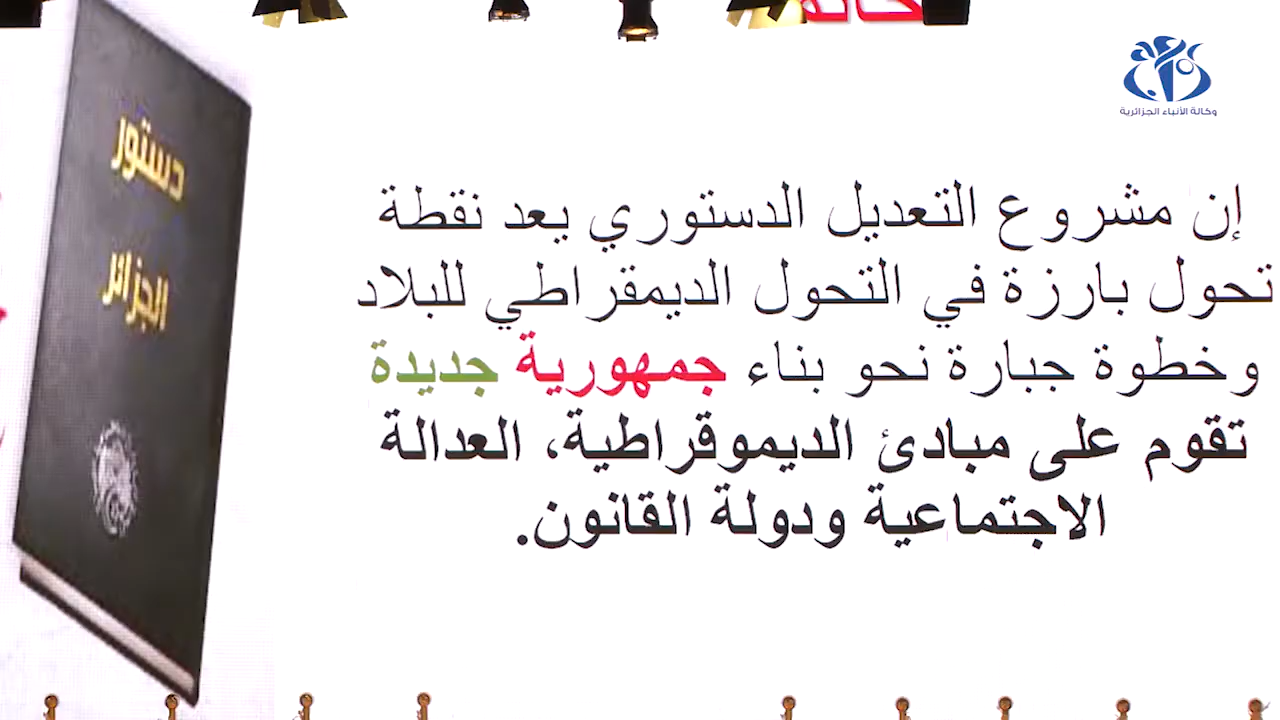 وكالة الأنباء الجزائرية
دستور
الجزائر
إن مشروع التعديل الدستوري يعد نقطة
تحول بارزة في التحول الديمقراطي للبلاد
وخطوة جبارة نحو بناء جمهورية جديدة
تقوم على مبادئ الديموقراطية، العدالة
الاجتماعية ودولة القانون.